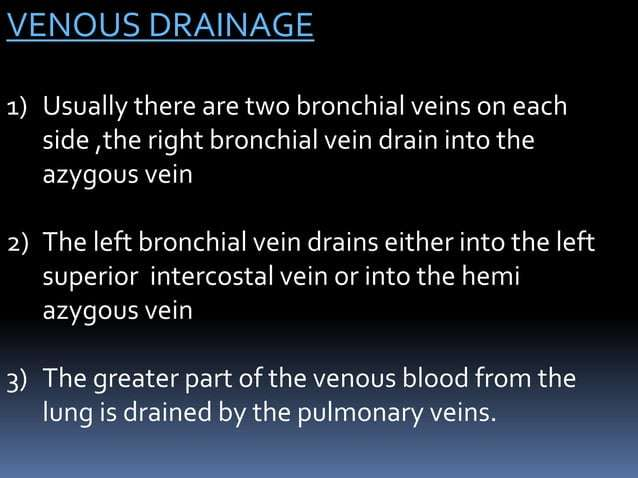 VENOUS DRAINAGE
1) Usually there are two bronchial veins on each
side ,the right bronchial vein drain into the
azygous vein
2) The left bronchial vein drains either into the left
superior intercostal vein or into the hemi
azygous vein
3) The greater part of the venous blood from the
lung is drained by the pulmonary veins.